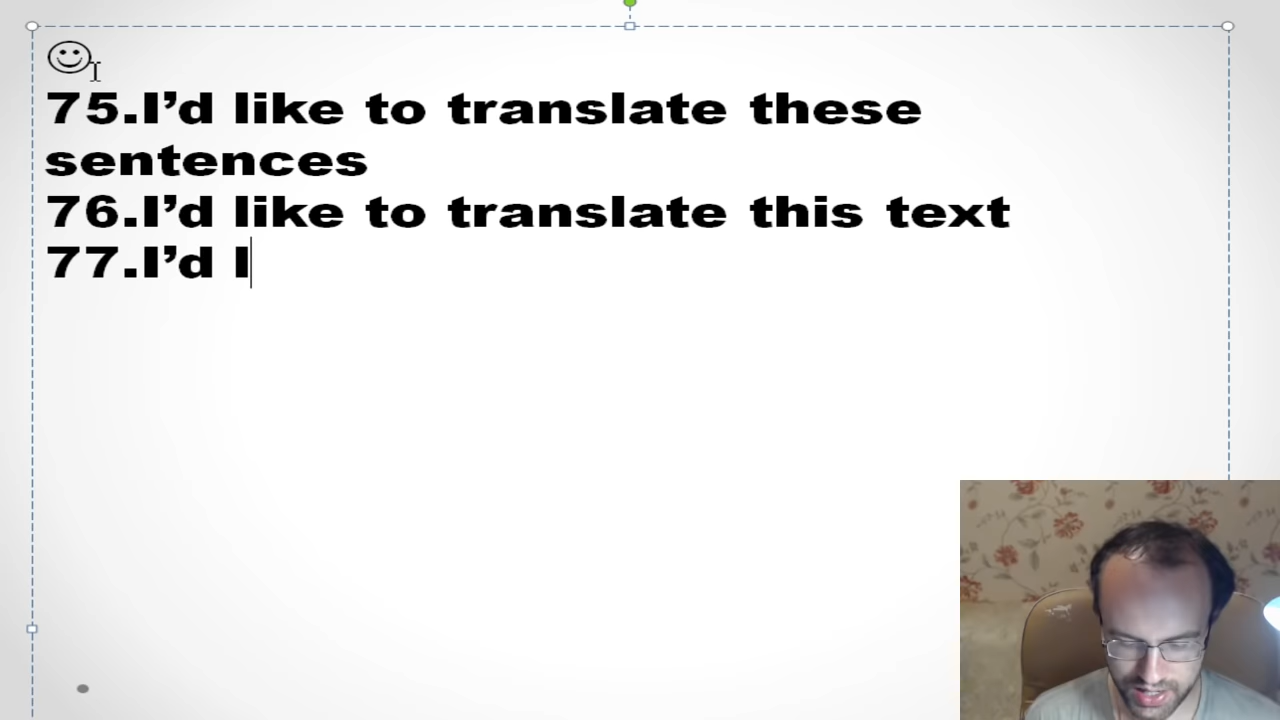 75.I’d like to translate these
sentences
76.I’d like to translate this text
77.I’d l